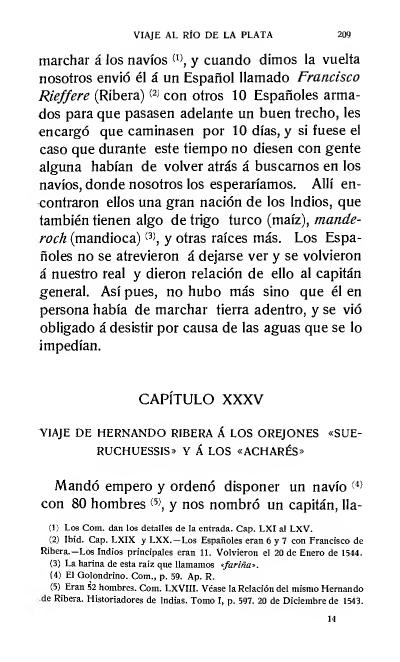 VIAJE AL RÍO DE LA PLATA 209
marchar á los navíos (1), y cuando dimos la vuelta
nosotros envió él á un Español llamado Francisco
Rieffere (Ribera) (2) con otros 10 Españoles arma-
dos para que pasasen adelante un buen trecho, les
encargó que caminasen por 10 días, y si fuese el
caso que durante este tiempo no diesen con gente
alguna habían de volver atrás á buscarnos en los
navíos, donde nosotros los esperaríamos. Allí en-
contraron ellos una gran nación de los Indios, que
también tienen algo de trigo turco (maíz), mande-
roch (mandioca) (3), y otras raíces más. Los Espa-
ñoles no se atrevieron á dejarse ver y se volvieron
á nuestro real y dieron relación de ello al capitán
general. Así pues, no hubo más sino que él en
persona había de marchar tierra adentro, y se vió
obligado á desistir por causa de las aguas que se lo
impedían.
CAPÍTULO XXXV
VIAJE DE HERNANDO RIBERA Á LOS OREJONES «SUE-
RUCHUESSIS» Y Á LOS «ACHARÉS»
Mandó empero y ordenó disponer un navío (4)
con 80 hombres (5), y nos nombró un capitán, lla-
(1) Los Com. dan los detalles de la entrada. Cap. LXI al LXV.
(2) Ibid. Cap. LXIX y LXX.—Los Españoles eran 6 y 7 con Francisco de
Ribera.—Los Indios principales eran 11. Volvieron el 20 de Enero de 1544.
(3) La harina de esta raíz que llamamos «fariña».
(4) El Golondrino. Com., p. 59. Ap. R.
(5) Eran 52 hombres. Com. LXVIII. Véase la Relación del mismo Hernando
de Ribera. Historiadores de Indias. Tomo I, p. 597. 20 de Diciembre de 1543.
14